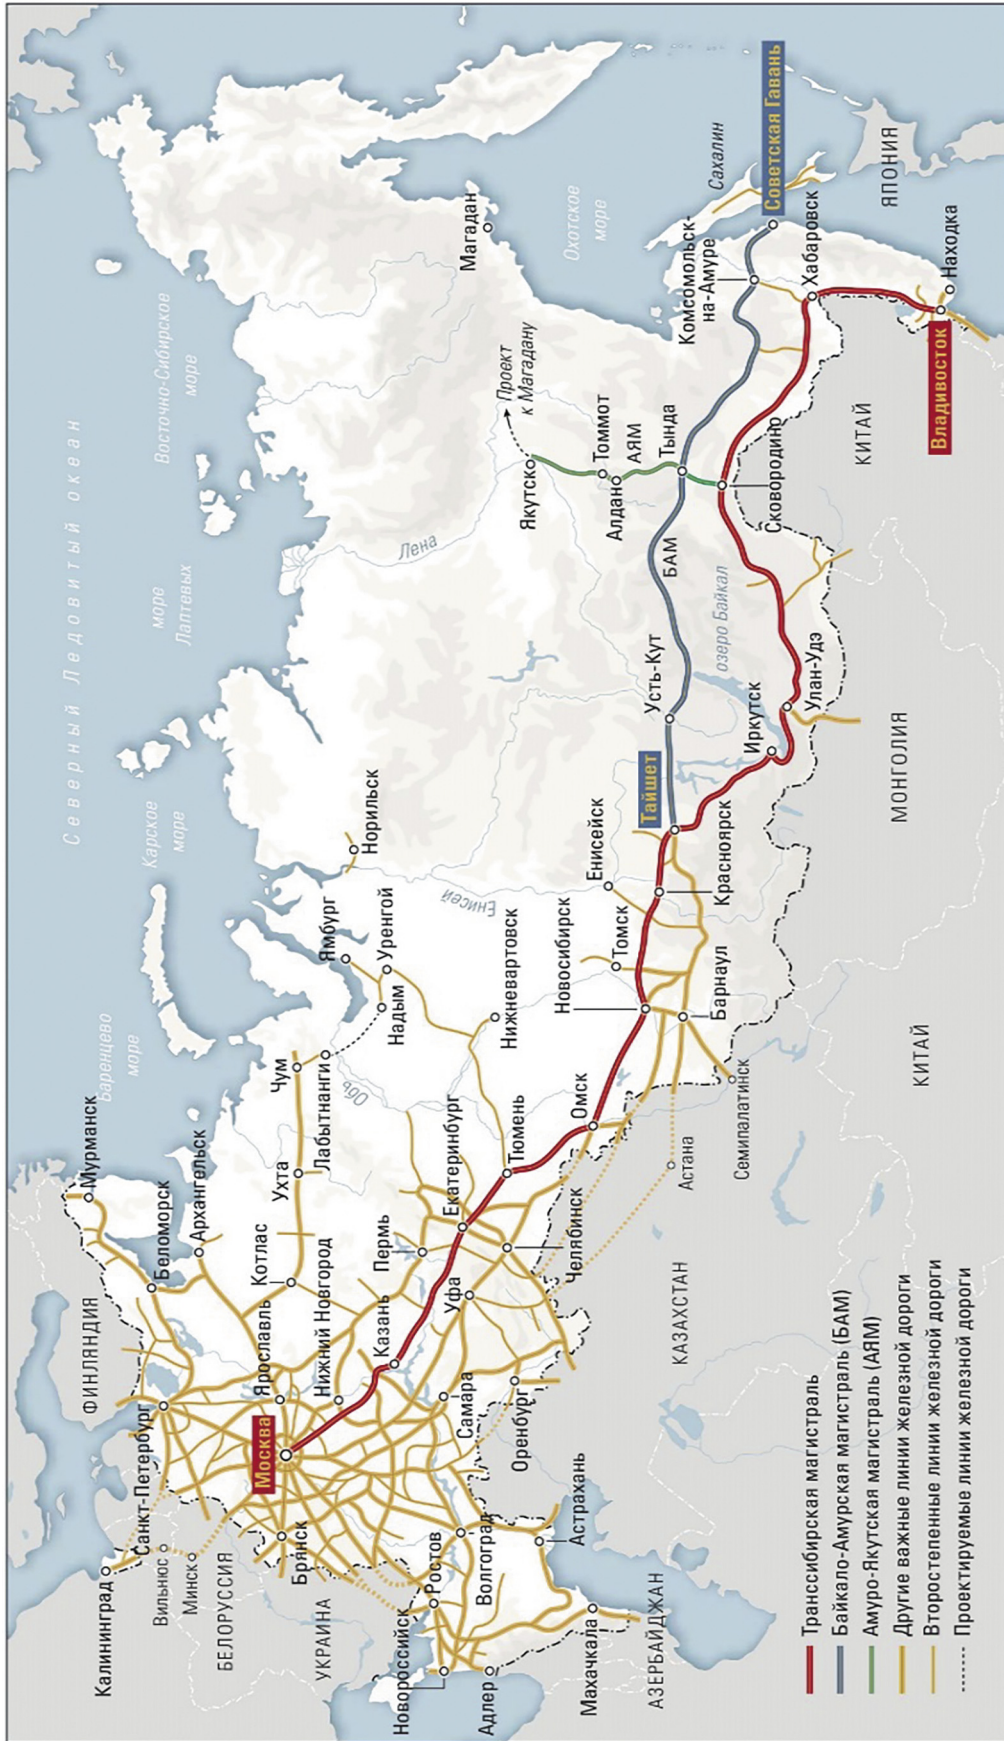 Северный Ледовитый океан
Баренцево
море
Карское
море
море
Лаптевых
Восточно-Сибирское
море
Охотское
море
ФИНЛЯНДИЯ
Мурманск
Беломорск
Архангельск
Санкт-Петербург
Калининград
Вильнюс
Минск
БЕЛОРУССИЯ
УКРАИНА
Брянск
Москва
Ярославль
Котлас
Ухта
Чум
Лабытнанги
Обь
Нижний Новгород
Казань
Пермь
Екатеринбург
Тюмень
Уфа
Самара
Оренбург
Челябинск
Омск
Новороссийск
Адлер
Ростов
Волгоград
Астрахань
Махачкала
АЗЕРБАЙДЖАН
КАЗАХСТАН
Астана
Семипалатинск
Ямбург
Уренгой
Надым
Норильск
Енисей
Нижневартовск
Новосибирск
Томск
Барнаул
Енисейск
Красноярск
Тайшет
Усть-Кут
БАМ
озеро Байкал
Иркутск
Улан-Удэ
МОНГОЛИЯ
КИТАЙ
Лена
Якутско
Проект
к Магадану
Магадан
Томмот
Алдан
АЯМ
Тында
Сковородино
КИТАЙ
Комсомольск-
на-Амуре
Сахалин
Советская Гавань
Хабаровск
Владивосток
Находка
ЯПОНИЯ
Транссибирская магистраль
Байкало-Амурская магистраль (БАМ)
Амуро-Якутская магистраль (АЯМ)
Другие важные линии железной дороги
Второстепенные линии железной дороги
Проектируемые линии железной дороги